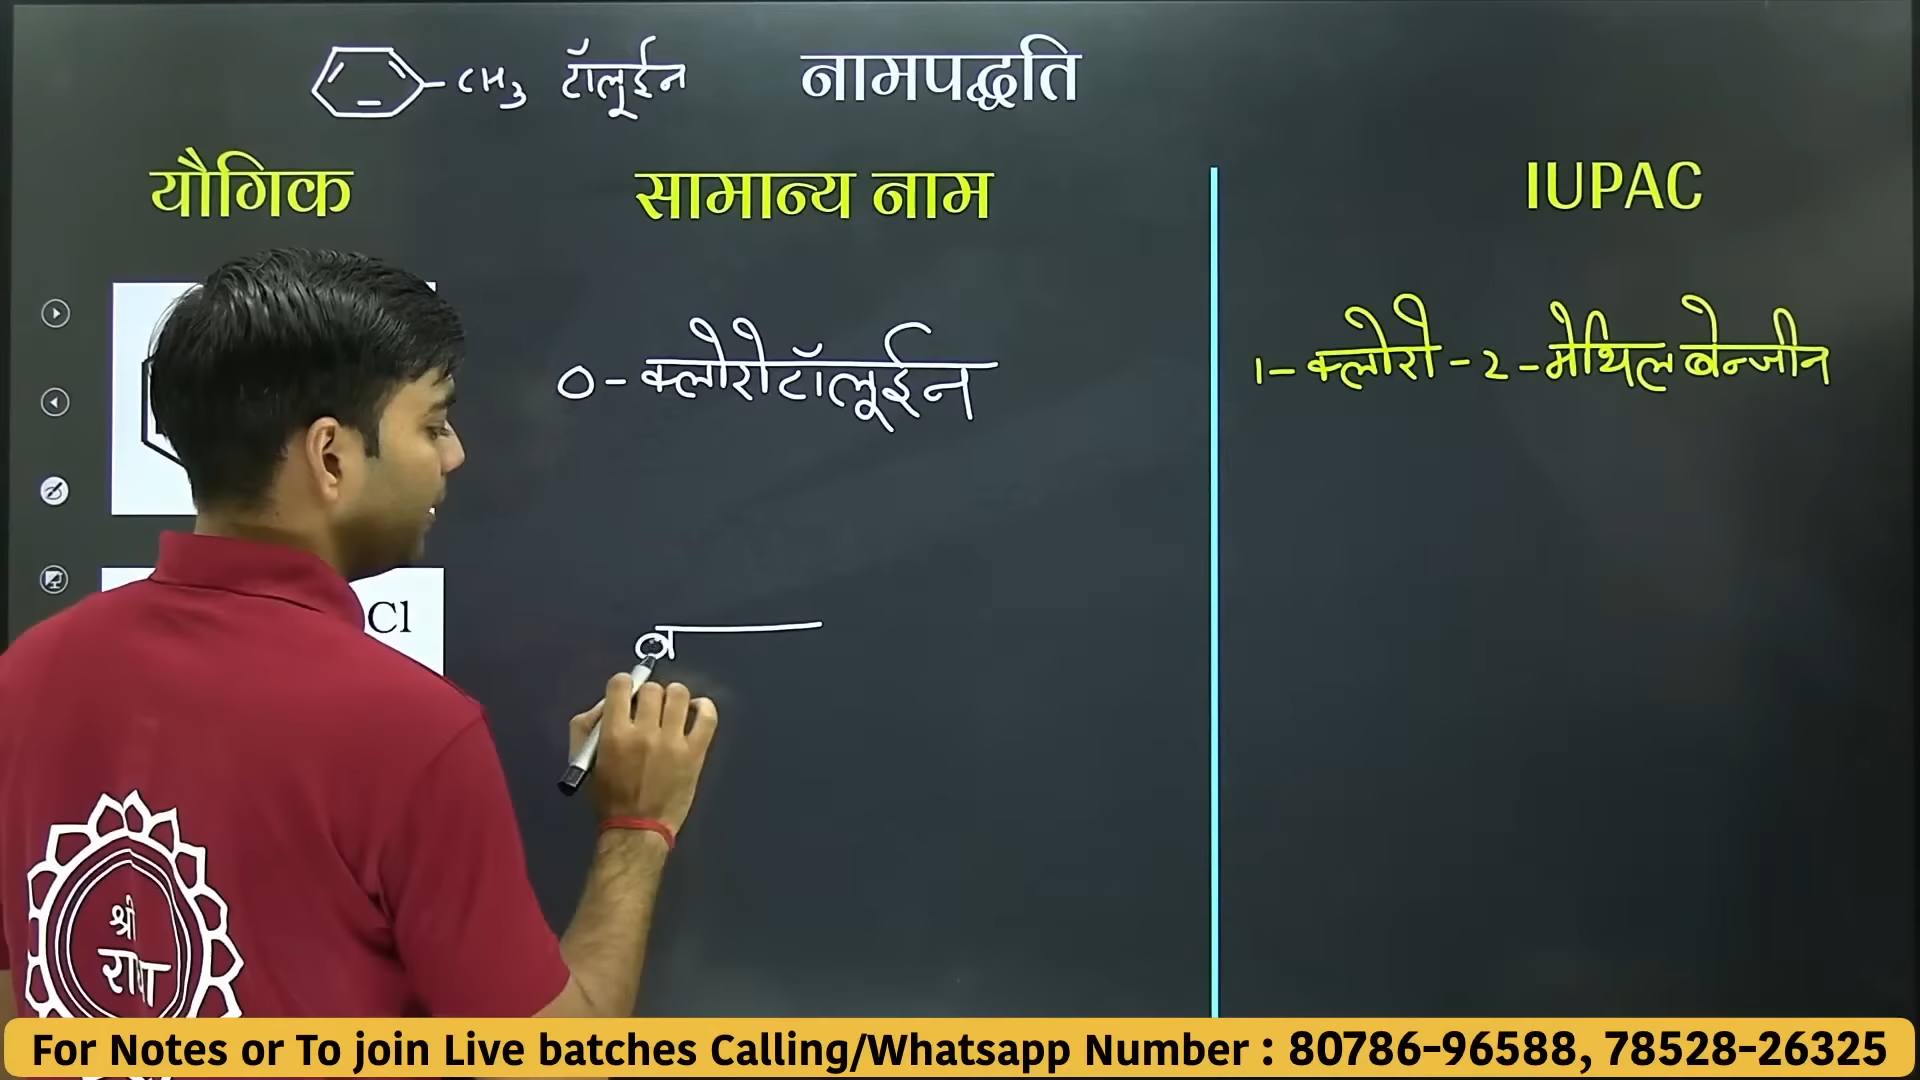 CH3 टॉलूईन नामपद्धति
यौगिक सामान्य नाम IUPAC
o-क्लोरोटॉलूईन 1-क्लोरो-2-मेथिल बेन्जीन
Cl
ब
श्री
राधा
For Notes or To join Live batches Calling/Whatsapp Number : 80786-96588, 78528-26325